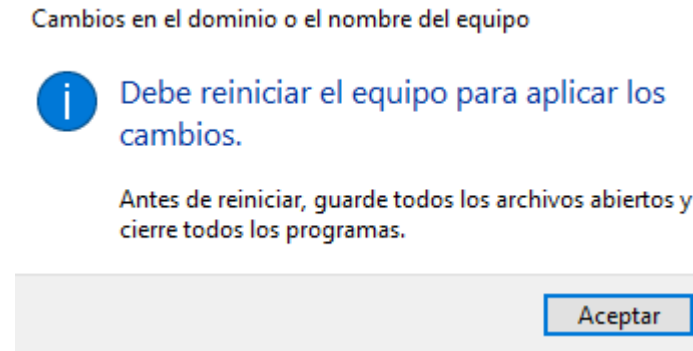 Cambios en el dominio o el nombre del equipo
Debe reiniciar el equipo para aplicar los
cambios.
Antes de reiniciar, guarde todos los archivos abiertos y
cierre todos los programas.
Aceptar